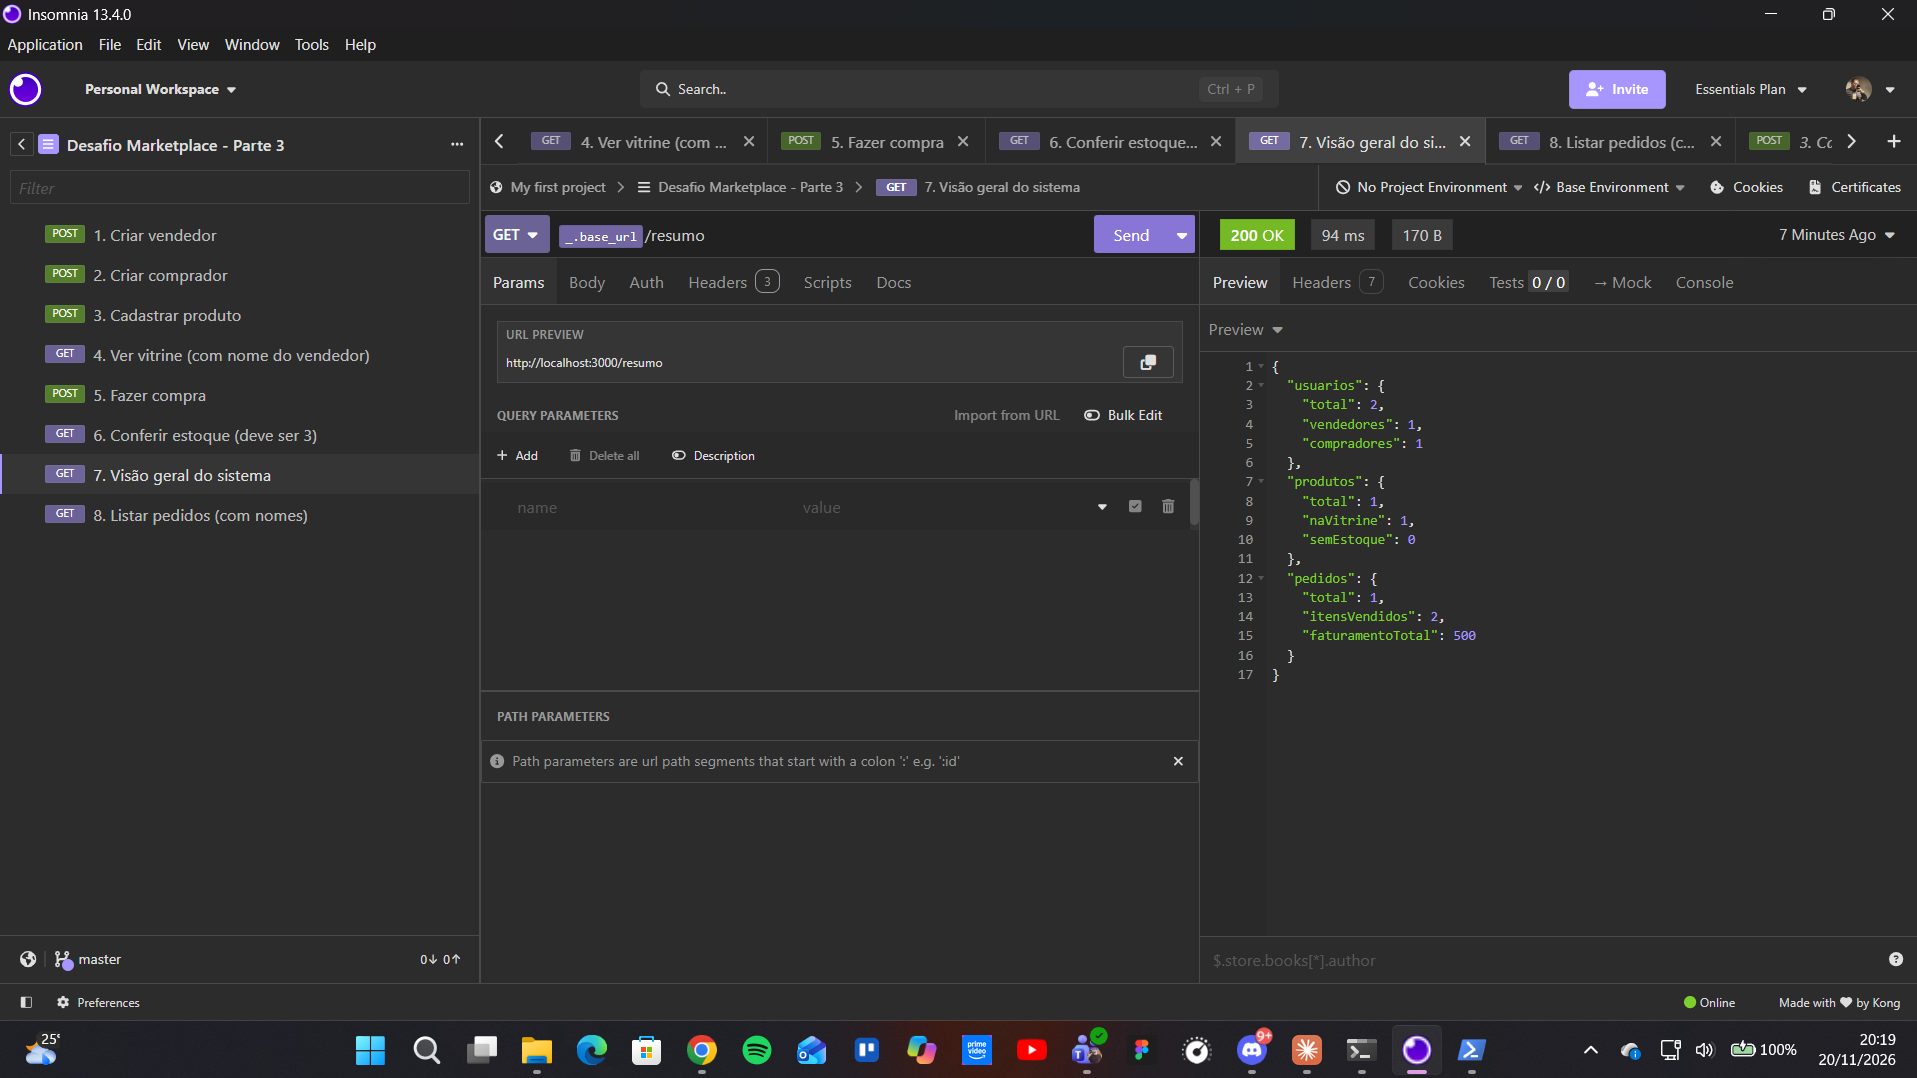 Insomnia 13.4.0
Application File Edit View Window Tools Help
Personal Workspace
Search..
Ctrl + P
Invite
Essentials Plan
Desafio Marketplace - Parte 3
Filter
POST 1. Criar vendedor
POST 2. Criar comprador
POST 3. Cadastrar produto
GET 4. Ver vitrine (com nome do vendedor)
POST 5. Fazer compra
GET 6. Conferir estoque (deve ser 3)
GET 7. Visão geral do sistema
GET 8. Listar pedidos (com nomes)
master
0↓ 0↑
Preferences
GET 4. Ver vitrine (com ...
POST 5. Fazer compra
GET 6. Conferir estoque...
GET 7. Visão geral do si...
GET 8. Listar pedidos (c...
POST 3. Cc
My first project > Desafio Marketplace - Parte 3 > GET 7. Visão geral do sistema
No Project Environment
Base Environment
Cookies
Certificates
GET _.base_url /resumo
Send
Params Body Auth Headers 3 Scripts Docs
URL PREVIEW
http://localhost:3000/resumo
QUERY PARAMETERS
Import from URL
Bulk Edit
+ Add
Delete all
Description
name
value
PATH PARAMETERS
Path parameters are url path segments that start with a colon ':' e.g. ':id'
200 OK
94 ms
170 B
7 Minutes Ago
Preview Headers 7 Cookies Tests 0 / 0 → Mock Console
Preview
1 {
2 "usuarios": {
3 "total": 2,
4 "vendedores": 1,
5 "compradores": 1
6 },
7 "produtos": {
8 "total": 1,
9 "naVitrine": 1,
10 "semEstoque": 0
11 },
12 "pedidos": {
13 "total": 1,
14 "itensVendidos": 2,
15 "faturamentoTotal": 500
16 }
17 }
$.store.books[*].author
Online
Made with ♥ by Kong
25°
prime video
9+
100%
20:19
20/11/2026